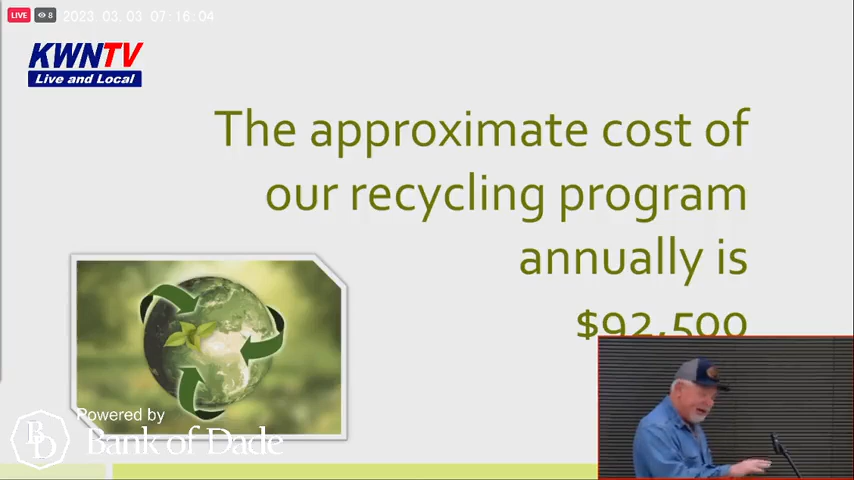 LIVE 8 2023 03.03 07:16:04
KWNTV
Live and Local
The approximate cost of
our recycling program
annually is
$92,500
Powered by
BD Bank of Dade